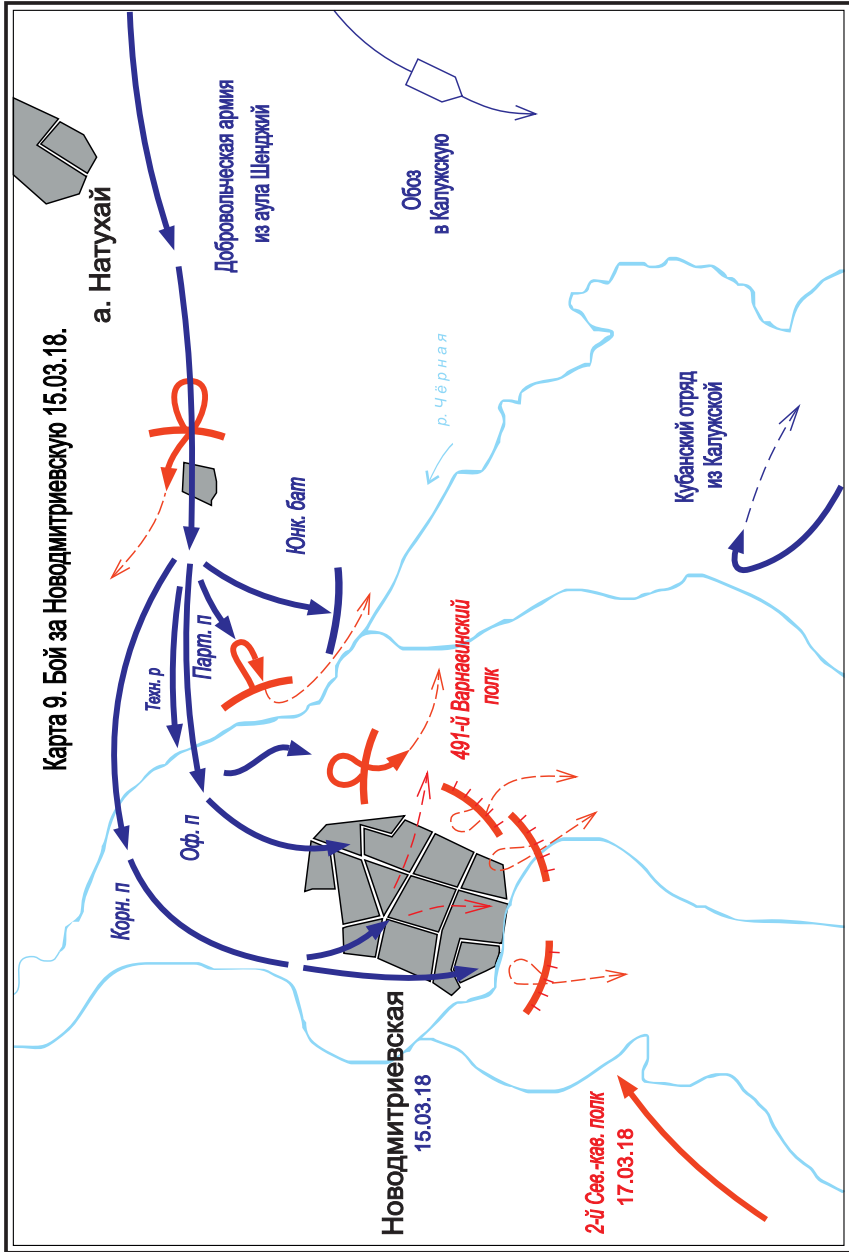 Карта 9. Бой за Новодмитриевскую 15.03.18.
а. Натухай
Добровольческая армия
из аула Шенджий
Обоз
в Калужскую
р. Чёрная
Кубанский отряд
из Калужской
Юнк. бат
Парт. п
Техн. р
Оф. п
Корн. п
491-й Варнавинский
полк
Новодмитриевская
15.03.18
2-й Сев.-кав. полк
17.03.18